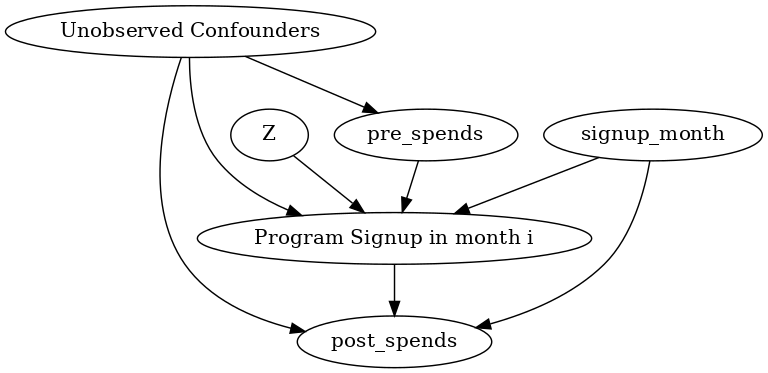 Unobserved Confounders
Z
pre_spends
signup_month
Program Signup in month i
post_spends